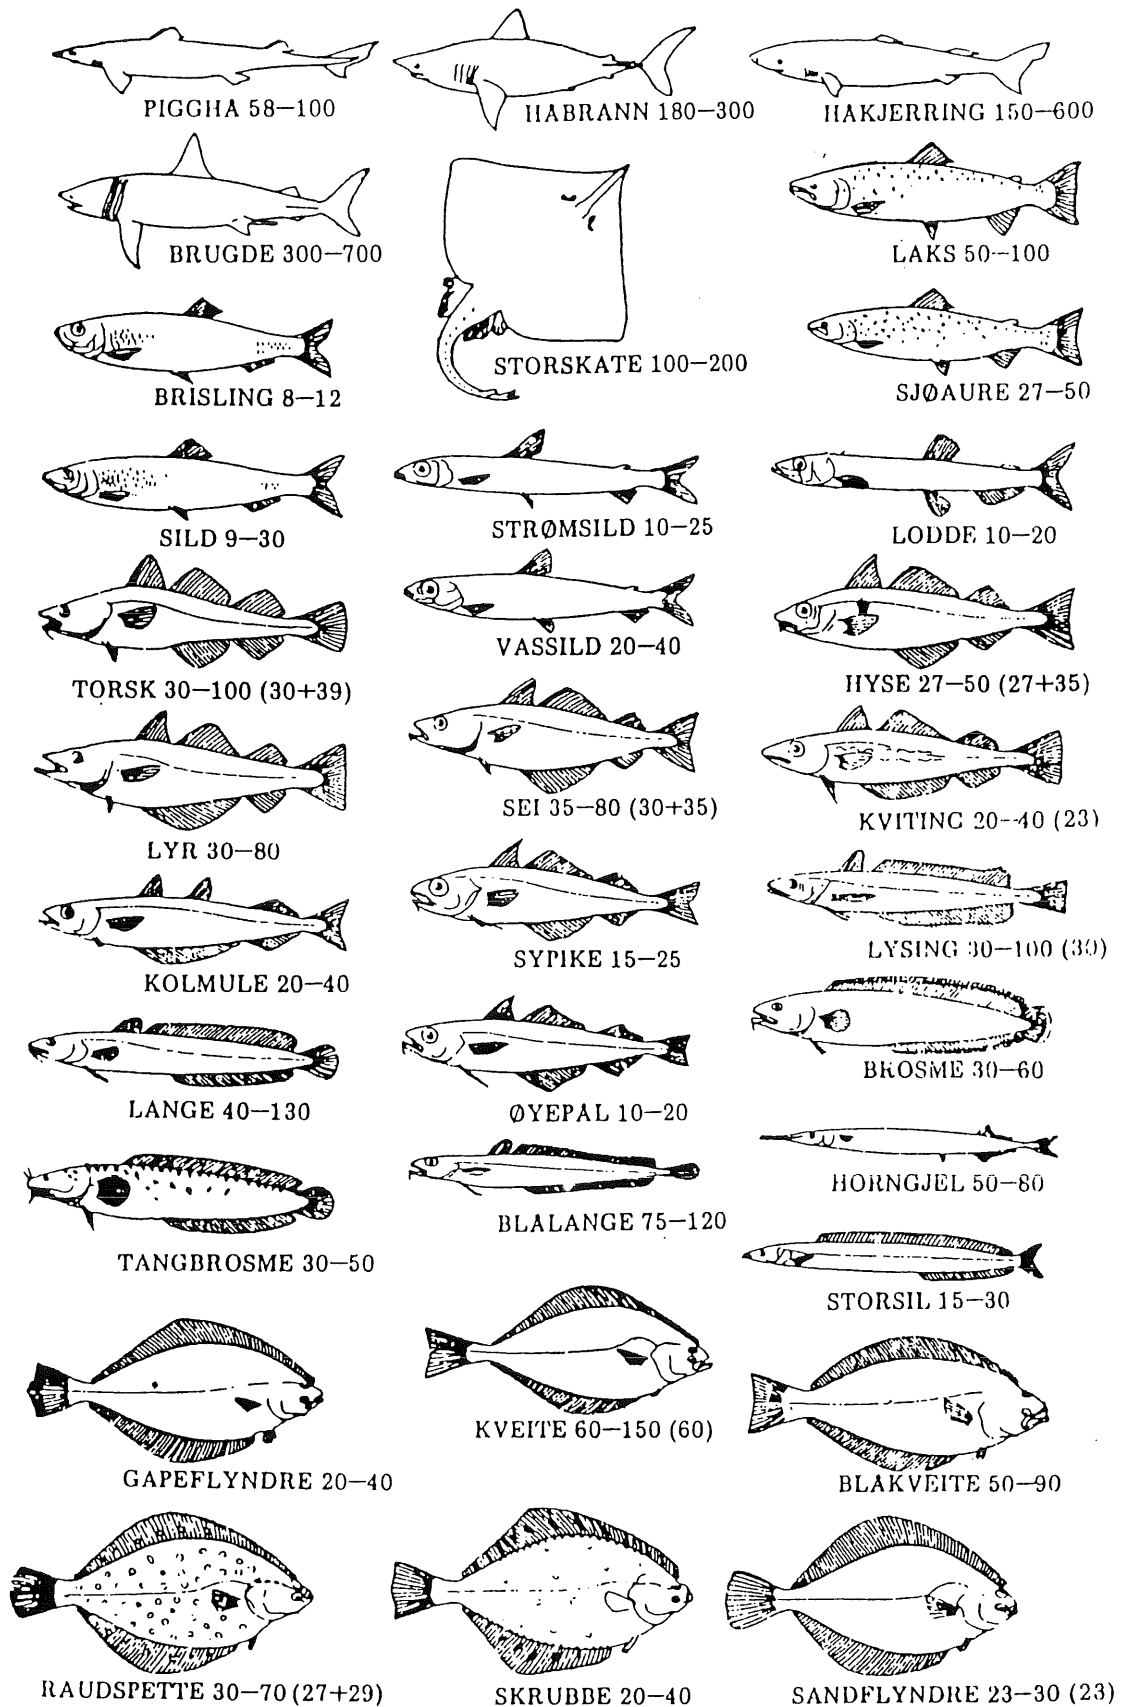 PIGGHA 58—100
HABRANN 180—300
HAKJERRING 150—600
BRUGDE 300—700
LAKS 50—100
STORSKATE 100—200
BRISLING 8—12
SJØAURE 27—50
SILD 9—30
STRØMSILD 10—25
LODDE 10—20
TORSK 30—100 (30+39)
VASSILD 20—40
HYSE 27—50 (27+35)
LYR 30—80
SEI 35—80 (30+35)
KVITING 20—40 (23)
KOLMULE 20—40
SYPIKE 15—25
LYSING 30—100 (30)
LANGE 40—130
ØYEPAL 10—20
BROSME 30—60
TANGBROSME 30—50
BLALANGE 75—120
HORNGJEL 50—80
STORSIL 15—30
GAPEFLYNDRE 20—40
KVEITE 60—150 (60)
BLAKVEITE 50—90
RAUDSPETTE 30—70 (27+29)
SKRUBBE 20—40
SANDFLYNDRE 23—30 (23)